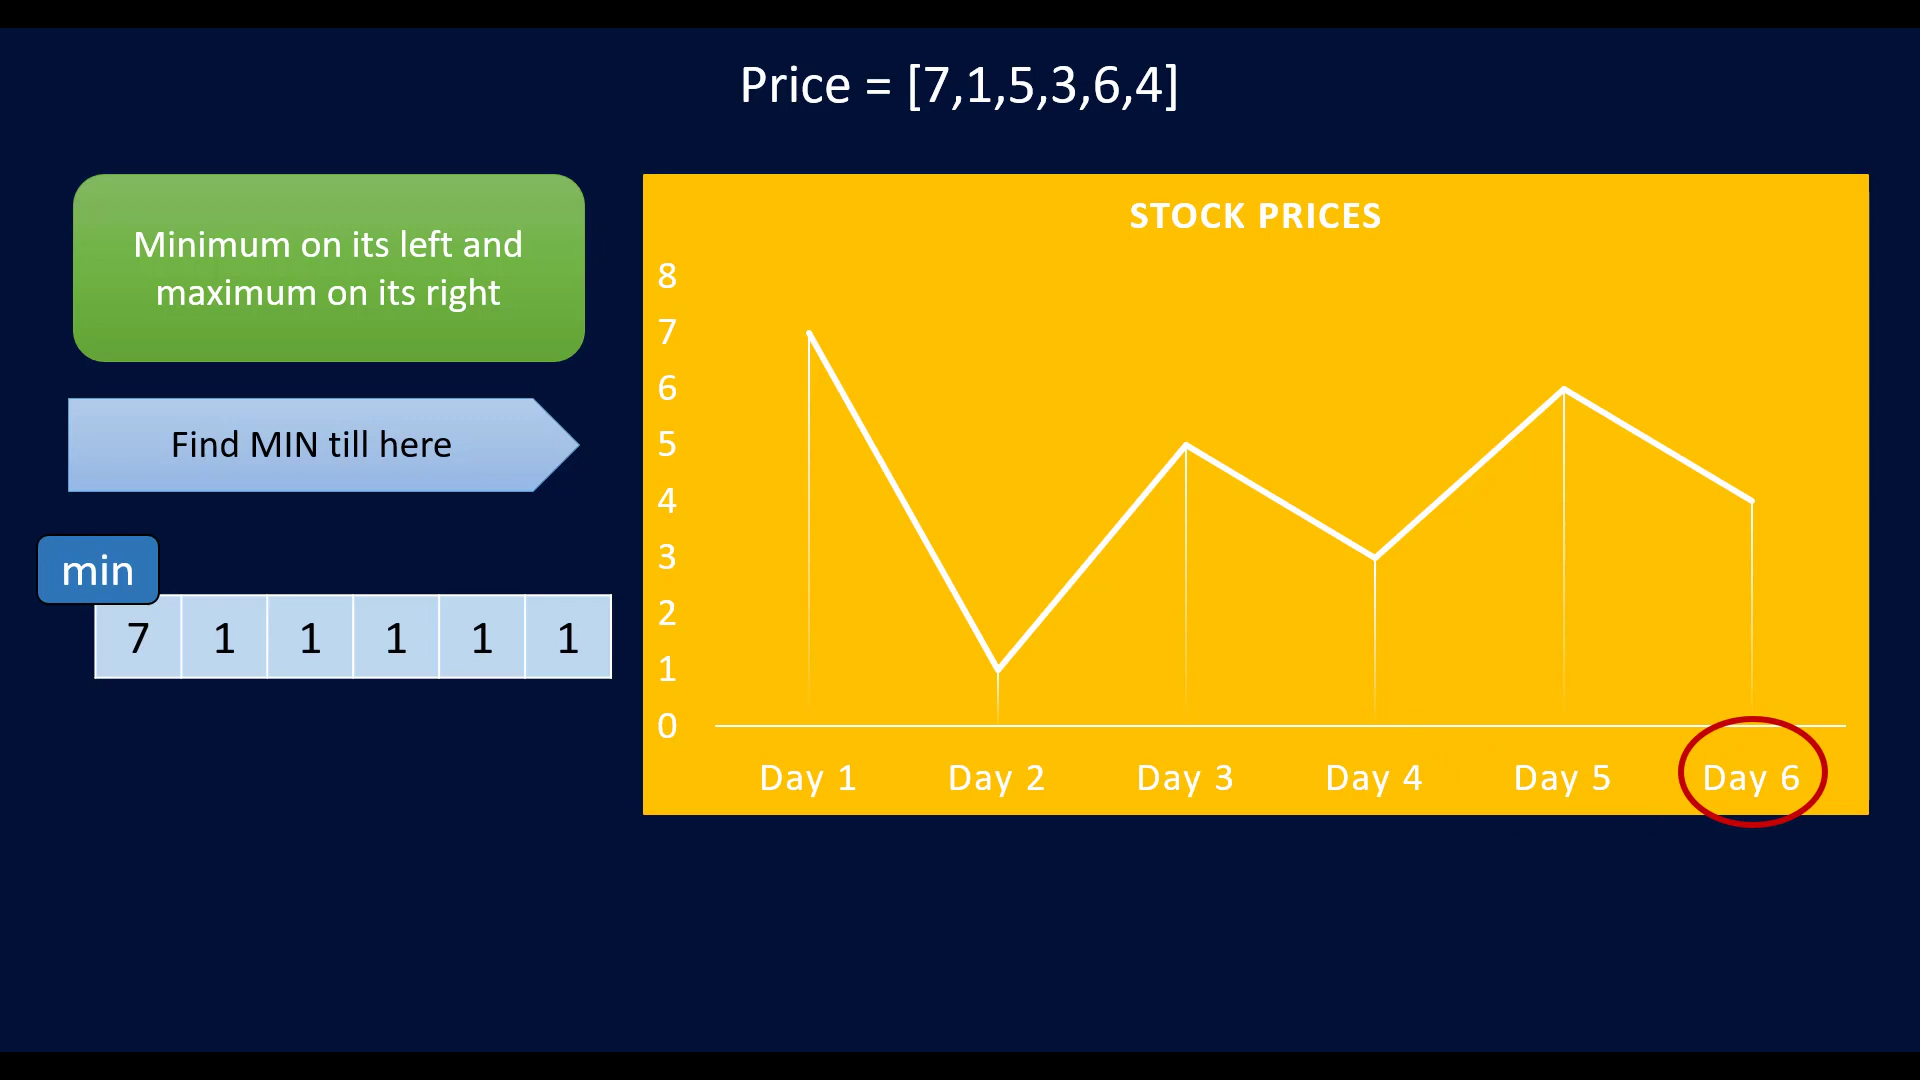 Price = [7,1,5,3,6,4]
Minimum on its left and
maximum on its right
Find MIN till here
min
7 1 1 1 1 1
STOCK PRICES
8
7
6
5
4
3
2
1
0
Day 1 Day 2 Day 3 Day 4 Day 5 Day 6